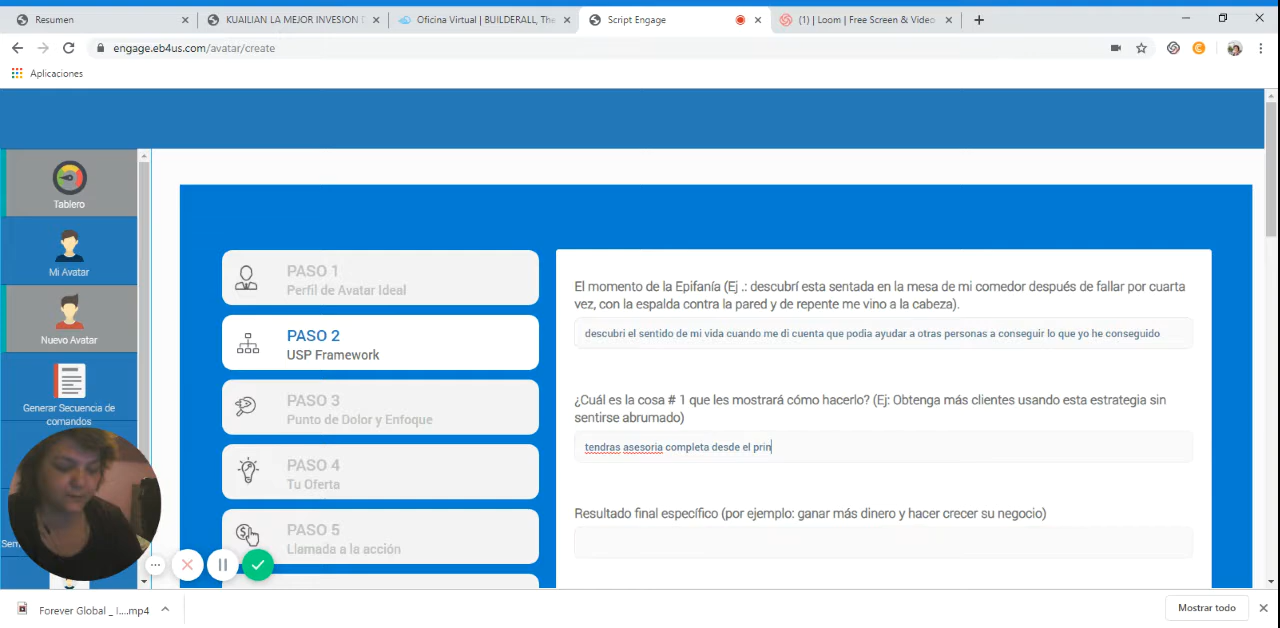 Resumen
KUAILIAN LA MEJOR INVESION
Oficina Virtual | BUILDERALL, The
Script Engage
(1) | Loom | Free Screen & Video
engage.eb4us.com/avatar/create
Aplicaciones
Tablero
Mi Avatar
Nuevo Avatar
Generar Secuencia de
comandos
Sem
PASO 1
Perfil de Avatar Ideal
PASO 2
USP Framework
PASO 3
Punto de Dolor y Enfoque
PASO 4
Tu Oferta
PASO 5
Llamada a la acción
El momento de la Epifanía (Ej .: descubrí esta sentada en la mesa de mi comedor después de fallar por cuarta
vez, con la espalda contra la pared y de repente me vino a la cabeza).
descubri el sentido de mi vida cuando me di cuenta que podia ayudar a otras personas a conseguir lo que yo he conseguido
¿Cuál es la cosa # 1 que les mostrará cómo hacerlo? (Ej: Obtenga más clientes usando esta estrategia sin
sentirse abrumado)
tendras asesoria completa desde el prin
Resultado final específico (por ejemplo: ganar más dinero y hacer crecer su negocio)
Forever Global _ I....mp4
Mostrar todo